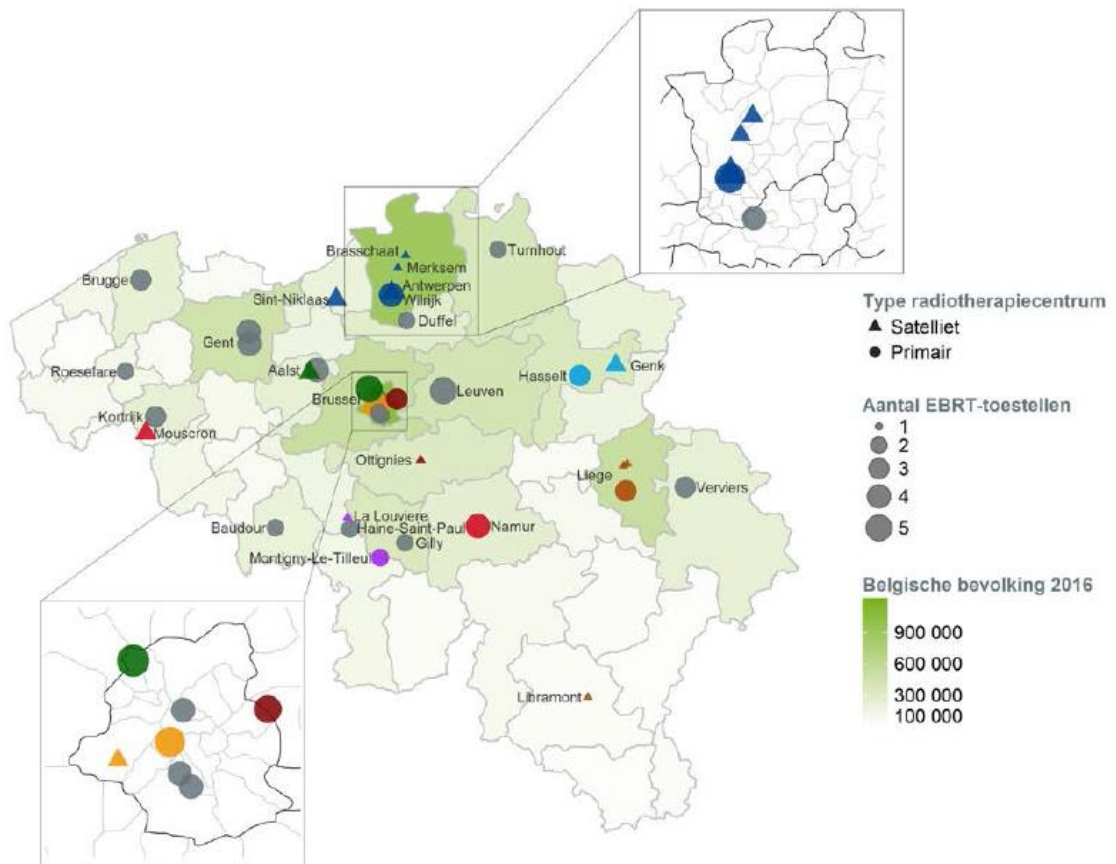 Brasschaat
Merksem
Turnhout
Brugge
Antwerpen
Sint-Niklaas
Wilrijk
Duffel
Gent
Roeselare
Aalst
Hasselt
Genk
Leuven
Brussel
Kortrijk
Mouscron
Ottignies
Liege
Verviers
La Louviere
Baudour
Haine-Saint-Paul
Namur
Gilly
Montigny-Le-Tilleul
Libramont
Type radiotherapiecentrum
Satelliet
Primair
Aantal EBRT-toestellen
1
2
3
4
5
Belgische bevolking 2016
900 000
600 000
300 000
100 000